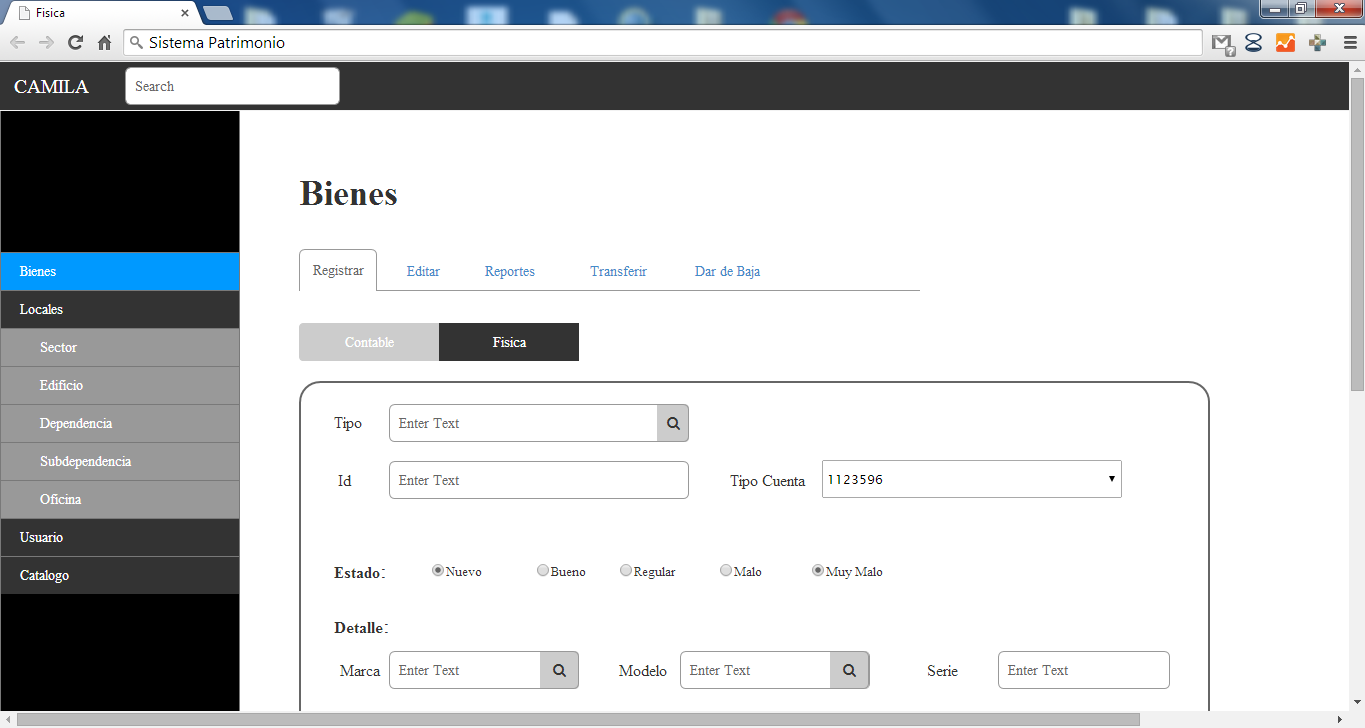 Fisica
Sistema Patrimonio
CAMILA
Search
Bienes
Locales
Sector
Edificio
Dependencia
Subdependencia
Oficina
Usuario
Catalogo
Bienes
Registrar Editar Reportes Transferir Dar de Baja
Contable Fisica
Tipo Enter Text
Id Enter Text Tipo Cuenta 1123596
Estado: Nuevo Bueno Regular Malo Muy Malo
Detalle:
Marca Enter Text Modelo Enter Text Serie Enter Text